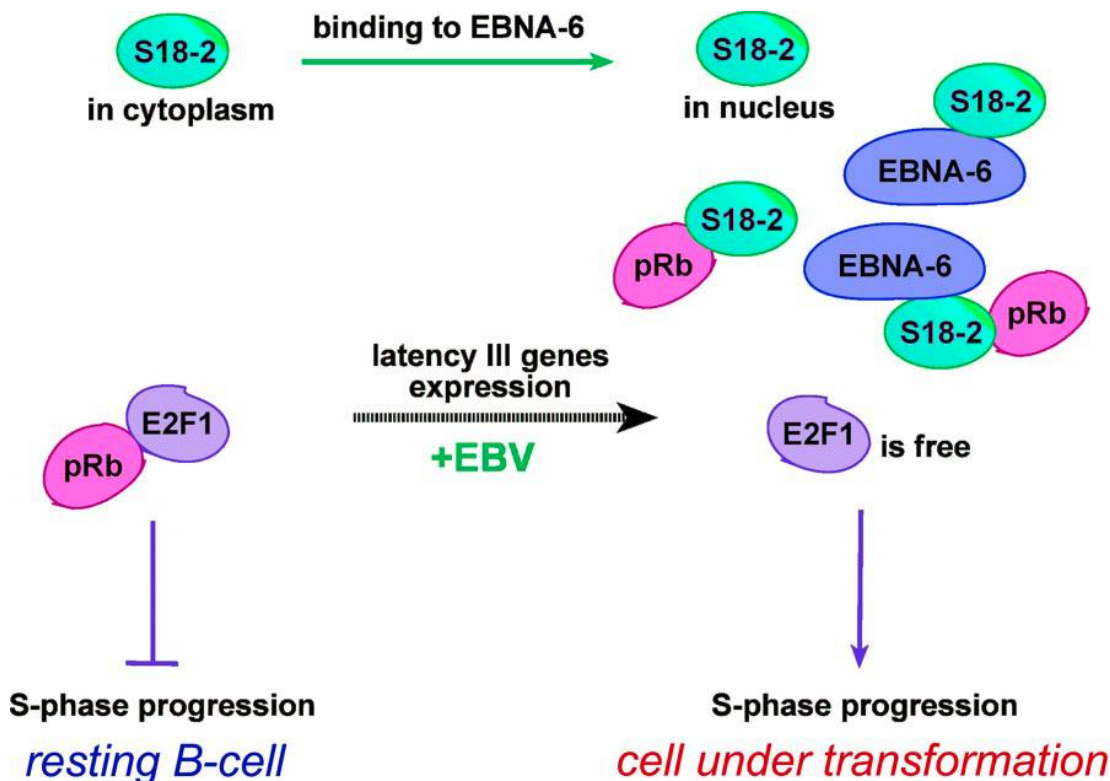 S18-2
in cytoplasm
binding to EBNA-6
S18-2
in nucleus
S18-2
EBNA-6
S18-2
pRb
EBNA-6
S18-2
pRb
E2F1
pRb
latency III genes
expression
+EBV
E2F1
is free
S-phase progression
resting B-cell
S-phase progression
cell under transformation